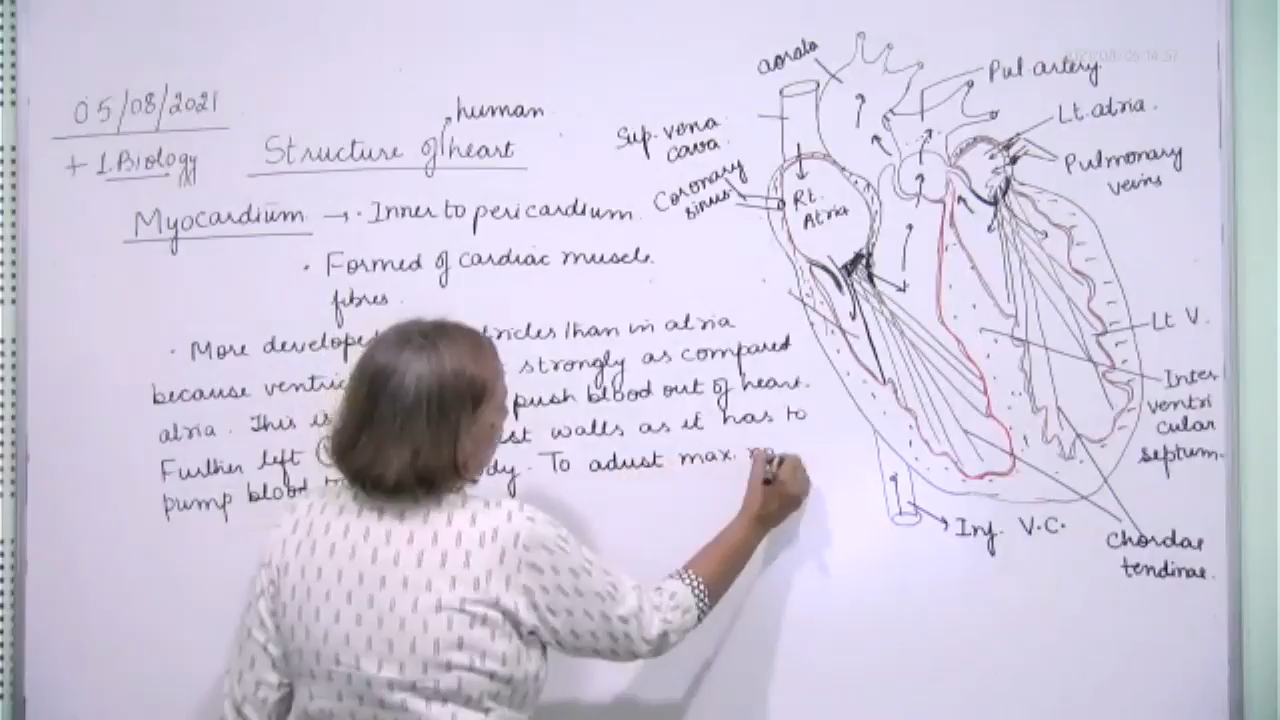 05/08/2021
+1. Biology
Structure of heart
human
Myocardium → · Inner to pericardium
· Formed of cardiac muscle
fibres.
· More develope tricles than in atria
because ventric strongly as compared
atria. This is push blood out of heart.
Further left st walls as it has to
pump blood dy. To adust max.
aorata
Pul artery
Lt. atria.
Pulmonary
veins
Sup. vena
cava.
Coronary
sinus
Rt.
Atria
Lt V.
Inter
ventri
cular
septum.
Inf. V.C.
Chordae
tendinae.